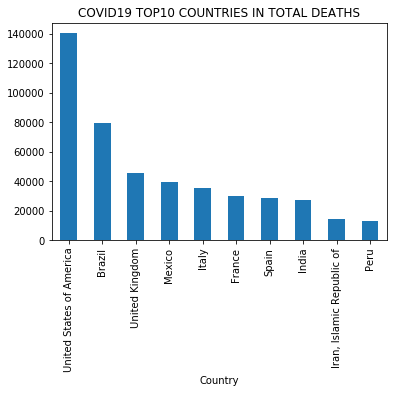 COVID19 TOP10 COUNTRIES IN TOTAL DEATHS
140000
120000
100000
80000
60000
40000
20000
0
United States of America
Brazil
United Kingdom
Mexico
Italy
France
Spain
India
Iran, Islamic Republic of
Peru
Country